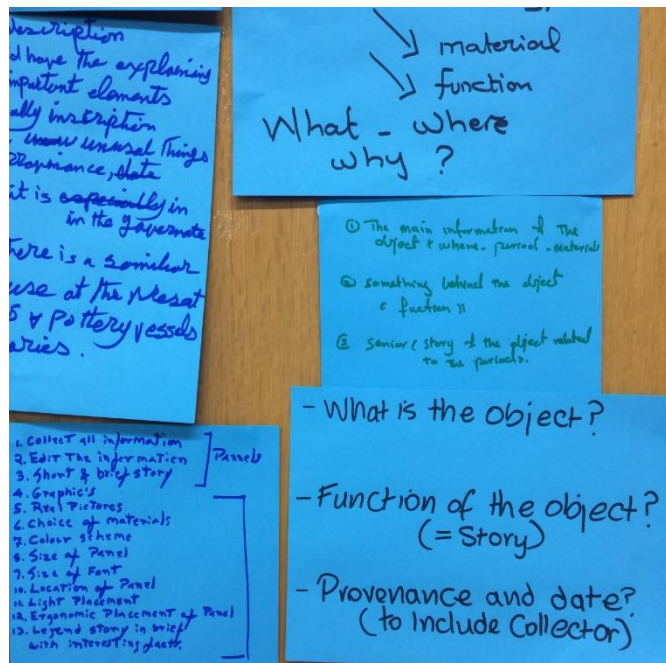 description
d have the explaining
important elements
ally inscription
unusual things
provenance, date
it is especially in
in the governate
here is a similar
use at the present
pottery vessels
aries.
material
function
What - where
why ?
① The main information of The
object + where - period - materials
② something behind the object
< function >>
③ senior ( story of the object related
to the period ).
1. Collect all information
2. Edit The information
3. Short & brief story
Panels
4. Graphic's
5. Real Pictures
6. Choice of materials
7. Colour scheme
8. Size of Panel
9. Size of Font
10. Location of Panel
11. Light Placement
12. Ergonomic Placement of Panel
13. Legend story in brief
with interesting facts.
- What is the object?
- Function of the object?
(= Story)
- Provenance and date?
(to Include Collector)